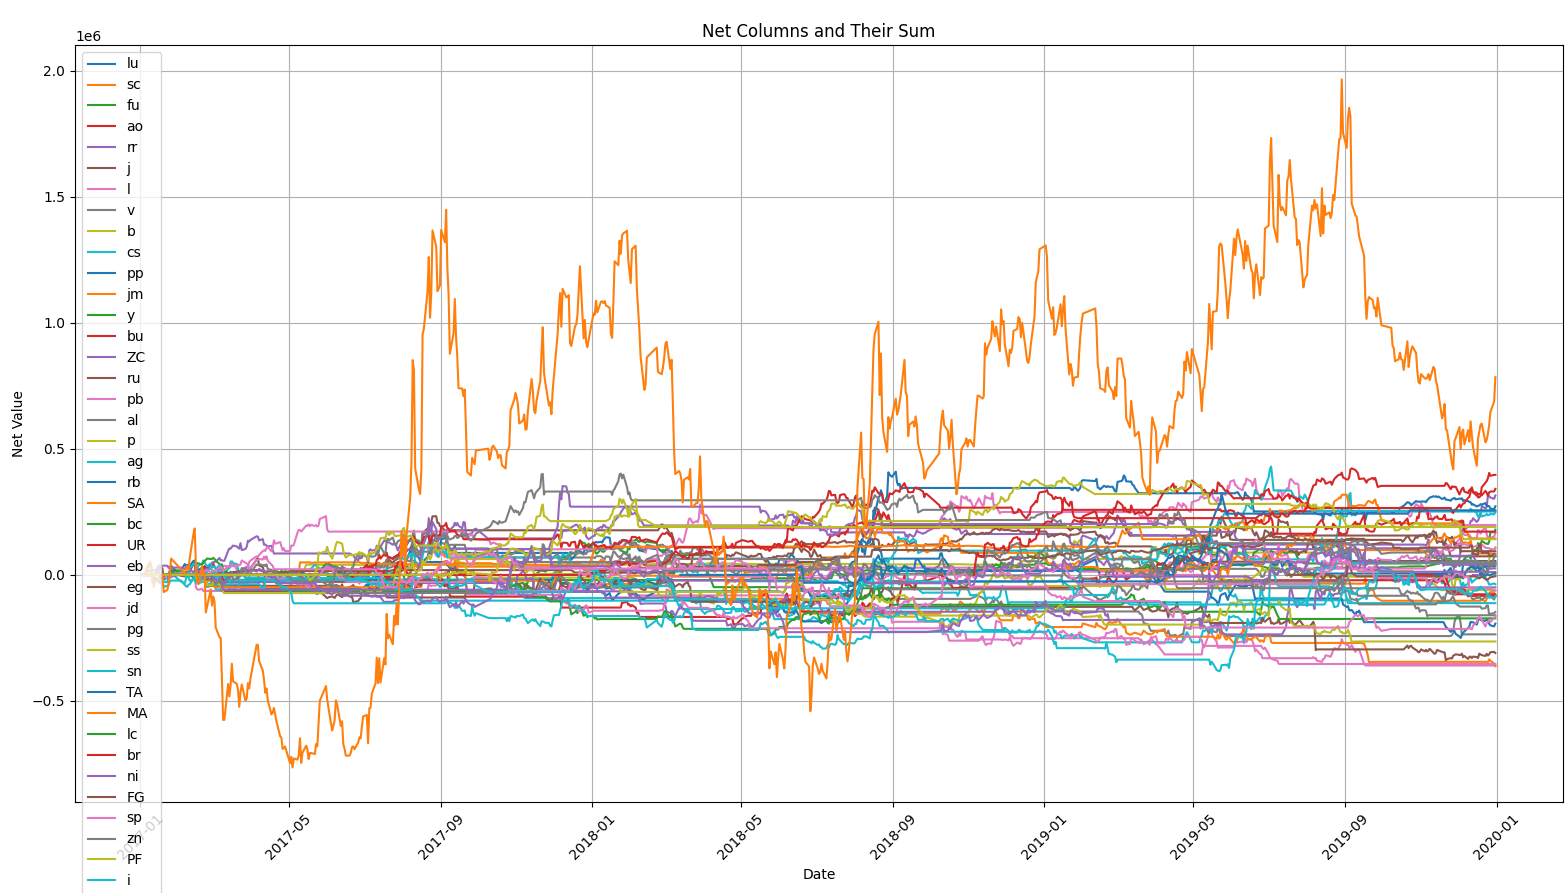 Net Columns and Their Sum
1e6
2.0
1.5
1.0
0.5
0.0
−0.5
Net Value
lu
sc
fu
ao
rr
j
l
v
b
cs
pp
jm
y
bu
ZC
ru
pb
al
p
ag
rb
SA
bc
UR
eb
eg
jd
pg
ss
sn
TA
MA
lc
br
ni
FG
sp
zn
PF
i
2017-01
2017-05
2017-09
2018-01
2018-05
2018-09
2019-01
2019-05
2019-09
2020-01
Date